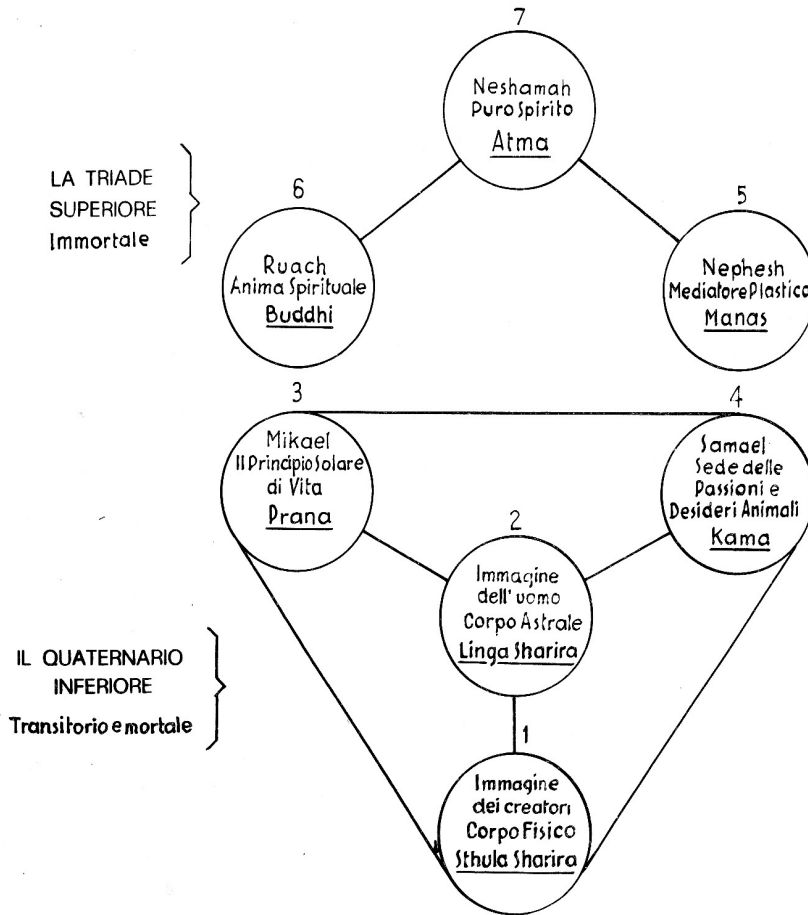 7
Neshamah
Puro Spirito
Atma
LA TRIADE
SUPERIORE
Immortale
6
Ruach
Anima Spirituale
Buddhi
5
Nephesh
Mediatore Plastico
Manas
3
Mikael
Il Principio Solare
di Vita
Prana
4
Samael
Sede delle
Passioni e
Desideri Animali
Kama
2
Immagine
dell' uomo
Corpo Astrale
Linga Sharira
IL QUATERNARIO
INFERIORE
Transitorio e mortale
1
Immagine
dei creatori
Corpo Fisico
Sthula Sharira